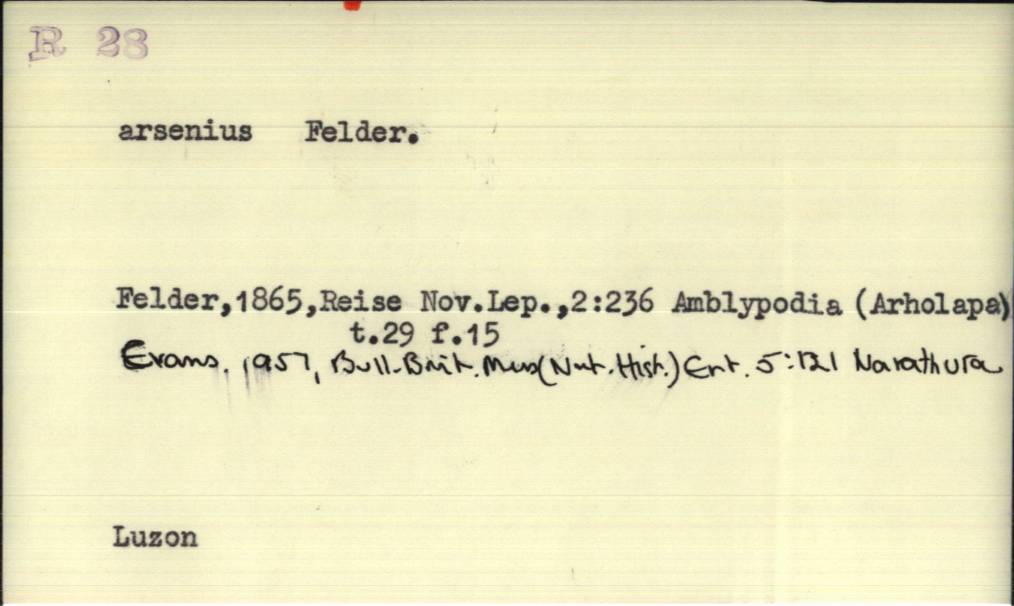 R 28
arsenius Felder.
Felder,1865,Reise Nov.Lep.,2:236 Amblypodia (Arholapa)
t.29 f.15
Evans. 1957, Bull.Brit.Mus(Nat.Hist.)Ent. 5:121 Narathura
Luzon